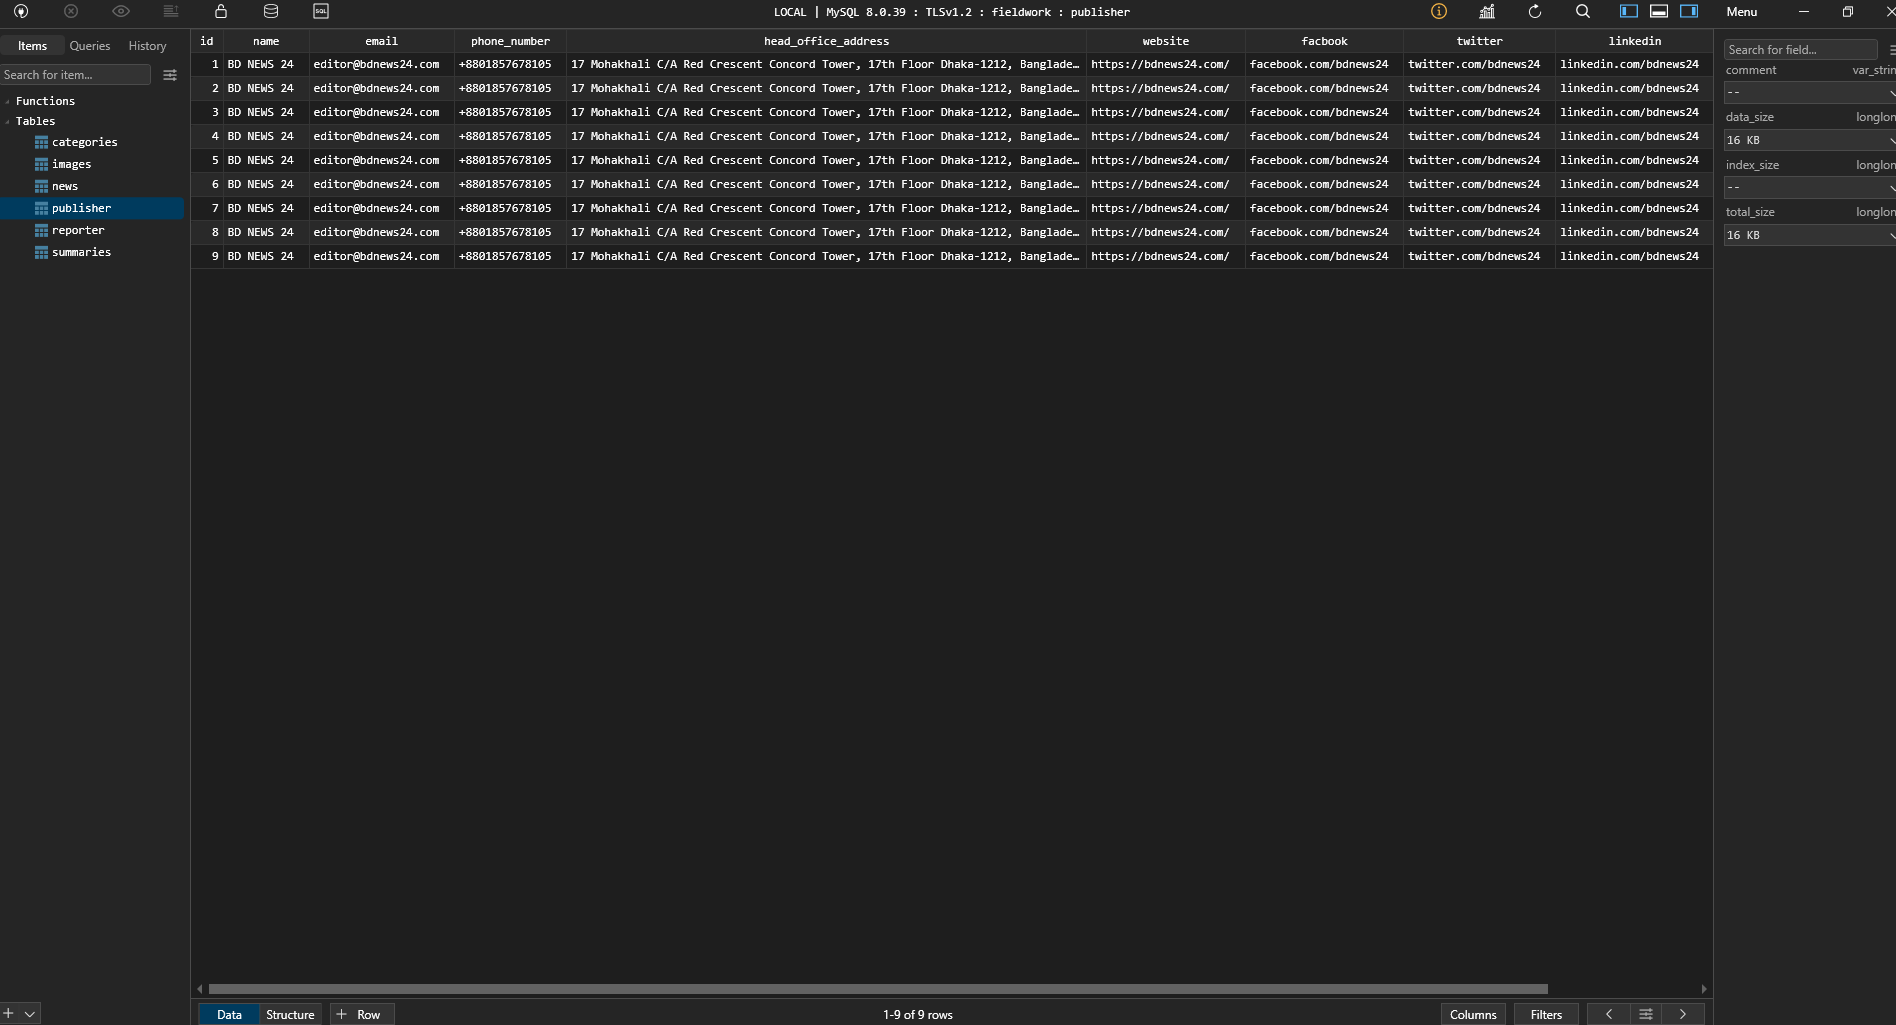 LOCAL | MySQL 8.0.39 : TLSv1.2 : fieldwork : publisher
Menu
Items Queries History
Search for item...
Functions
Tables
categories
images
news
publisher
reporter
summaries
id name email phone_number head_office_address website facbook twitter linkedin
1 BD NEWS 24 editor@bdnews24.com +8801857678105 17 Mohakhali C/A Red Crescent Concord Tower, 17th Floor Dhaka-1212, Banglade… https://bdnews24.com/ facebook.com/bdnews24 twitter.com/bdnews24 linkedin.com/bdnews24
2 BD NEWS 24 editor@bdnews24.com +8801857678105 17 Mohakhali C/A Red Crescent Concord Tower, 17th Floor Dhaka-1212, Banglade… https://bdnews24.com/ facebook.com/bdnews24 twitter.com/bdnews24 linkedin.com/bdnews24
3 BD NEWS 24 editor@bdnews24.com +8801857678105 17 Mohakhali C/A Red Crescent Concord Tower, 17th Floor Dhaka-1212, Banglade… https://bdnews24.com/ facebook.com/bdnews24 twitter.com/bdnews24 linkedin.com/bdnews24
4 BD NEWS 24 editor@bdnews24.com +8801857678105 17 Mohakhali C/A Red Crescent Concord Tower, 17th Floor Dhaka-1212, Banglade… https://bdnews24.com/ facebook.com/bdnews24 twitter.com/bdnews24 linkedin.com/bdnews24
5 BD NEWS 24 editor@bdnews24.com +8801857678105 17 Mohakhali C/A Red Crescent Concord Tower, 17th Floor Dhaka-1212, Banglade… https://bdnews24.com/ facebook.com/bdnews24 twitter.com/bdnews24 linkedin.com/bdnews24
6 BD NEWS 24 editor@bdnews24.com +8801857678105 17 Mohakhali C/A Red Crescent Concord Tower, 17th Floor Dhaka-1212, Banglade… https://bdnews24.com/ facebook.com/bdnews24 twitter.com/bdnews24 linkedin.com/bdnews24
7 BD NEWS 24 editor@bdnews24.com +8801857678105 17 Mohakhali C/A Red Crescent Concord Tower, 17th Floor Dhaka-1212, Banglade… https://bdnews24.com/ facebook.com/bdnews24 twitter.com/bdnews24 linkedin.com/bdnews24
8 BD NEWS 24 editor@bdnews24.com +8801857678105 17 Mohakhali C/A Red Crescent Concord Tower, 17th Floor Dhaka-1212, Banglade… https://bdnews24.com/ facebook.com/bdnews24 twitter.com/bdnews24 linkedin.com/bdnews24
9 BD NEWS 24 editor@bdnews24.com +8801857678105 17 Mohakhali C/A Red Crescent Concord Tower, 17th Floor Dhaka-1212, Banglade… https://bdnews24.com/ facebook.com/bdnews24 twitter.com/bdnews24 linkedin.com/bdnews24
Search for field...
comment var_strin
--
data_size longlon
16 KB
index_size longlon
--
total_size longlon
16 KB
Data Structure + Row 1-9 of 9 rows Columns Filters